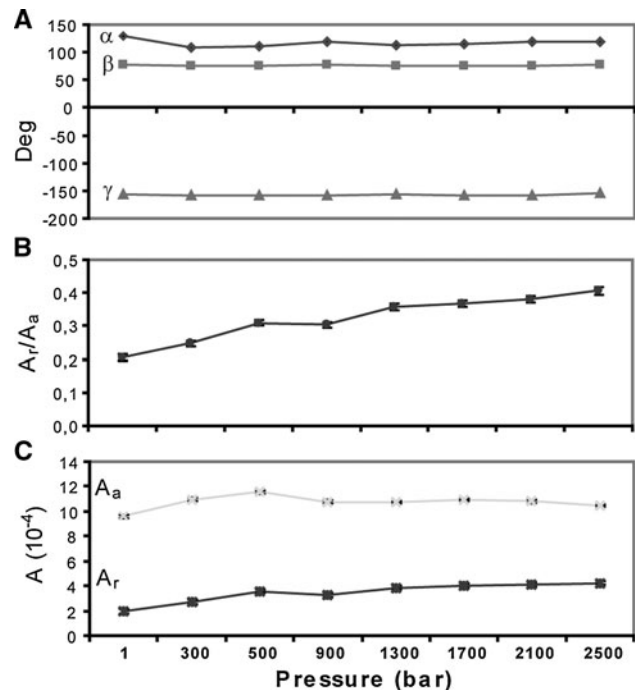 A
150
α
100
β
50
0
Deg
-50
-100
γ
-150
-200
B
0,5
0,4
0,3
Ar/Aa
0,2
0,1
0,0
C
14
12
Aa
10
8
A (10-4)
6
Ar
4
2
0
1 300 500 900 1300 1700 2100 2500
Pressure (bar)